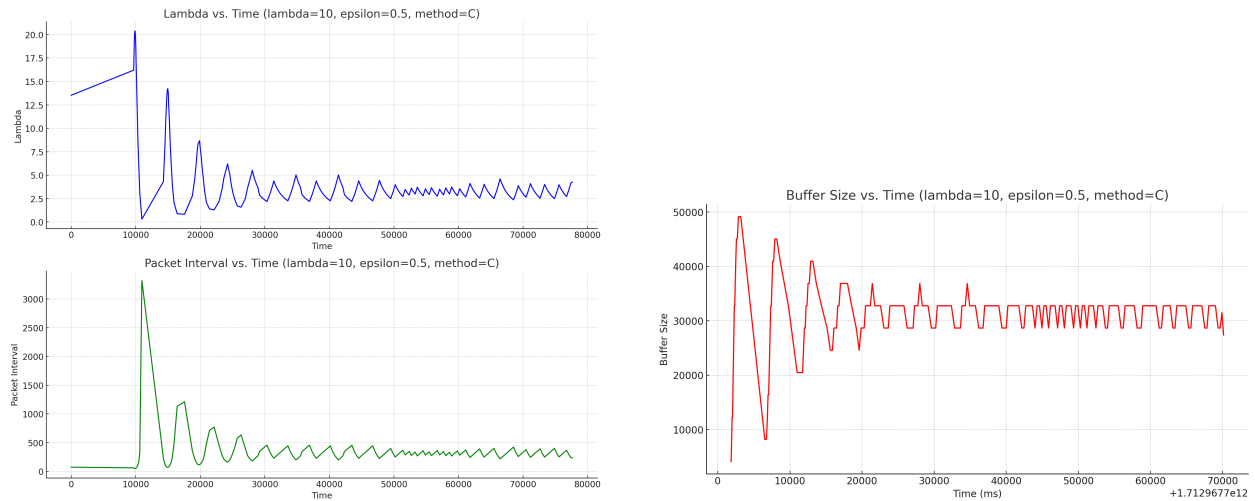 Lambda vs. Time (lambda=10, epsilon=0.5, method=C)
20.0
17.5
15.0
12.5
10.0
7.5
5.0
2.5
0.0
Lambda
0 10000 20000 30000 40000 50000 60000 70000 80000
Time
Packet Interval vs. Time (lambda=10, epsilon=0.5, method=C)
3000
2500
2000
1500
1000
500
0
Packet Interval
0 10000 20000 30000 40000 50000 60000 70000 80000
Time
Buffer Size vs. Time (lambda=10, epsilon=0.5, method=C)
50000
40000
30000
20000
10000
Buffer Size
0 10000 20000 30000 40000 50000 60000 70000
Time (ms)
+1.7129677e12